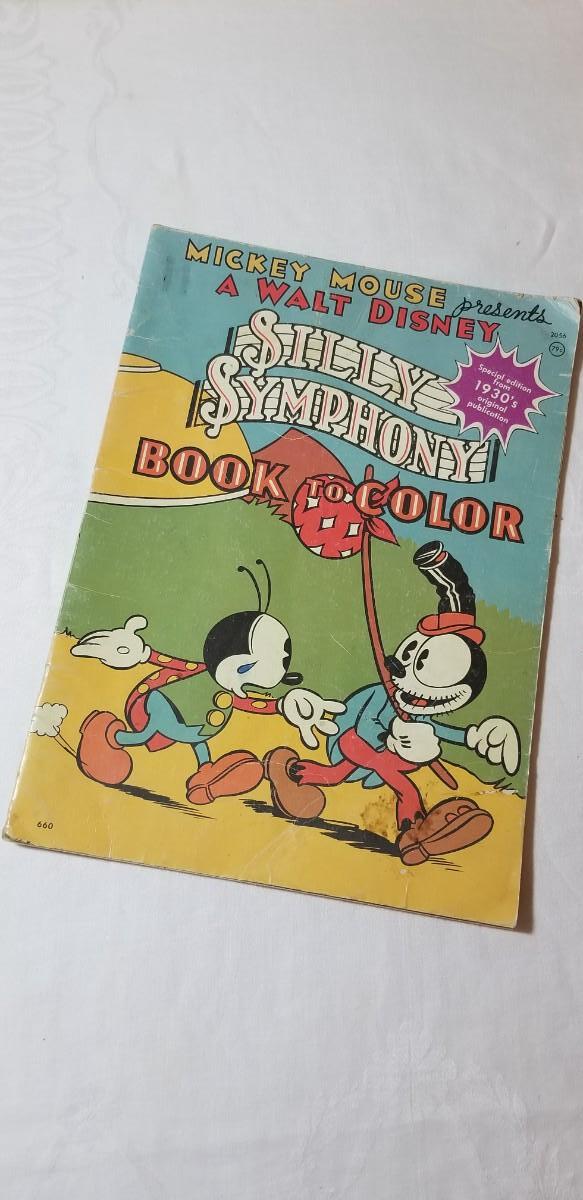 MICKEY MOUSE presents
A WALT DISNEY
SILLY
SYMPHONY
BOOK TO COLOR
2056
79¢
Special edition
from
1930's
original
publication
660